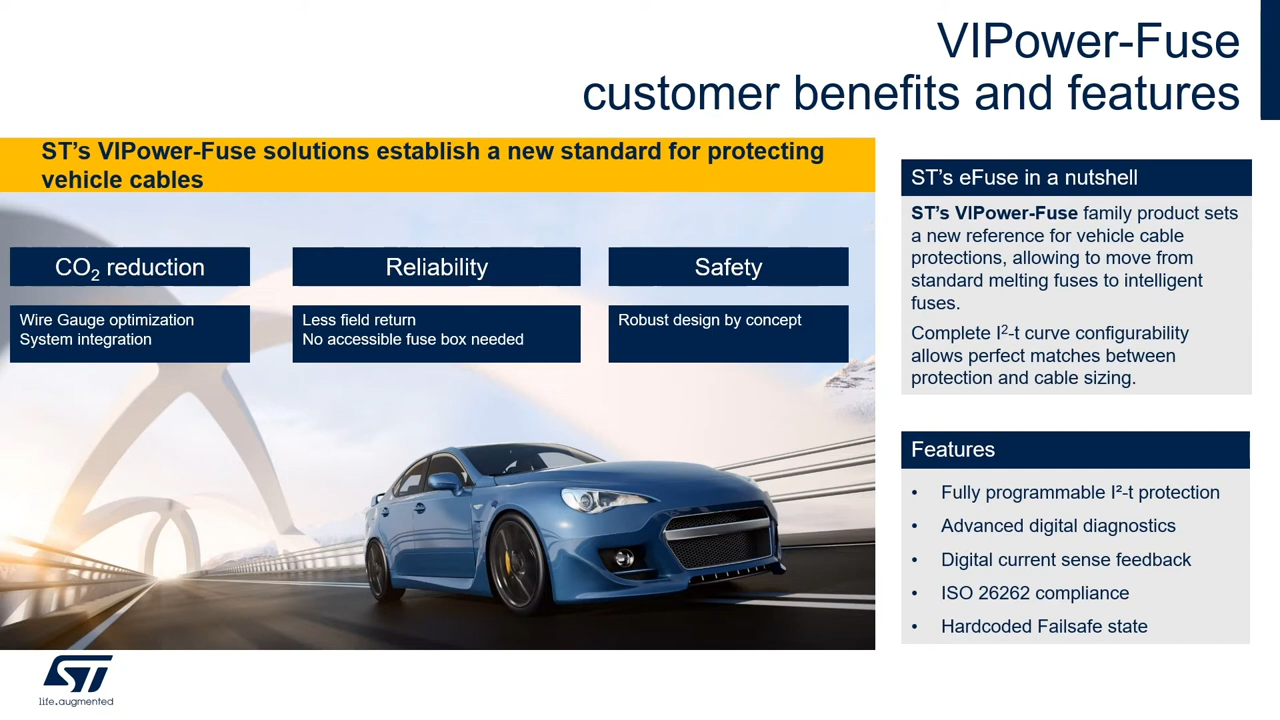 VIPower-Fuse
customer benefits and features
ST's VIPower-Fuse solutions establish a new standard for protecting
vehicle cables
CO₂ reduction
Wire Gauge optimization
System integration
Reliability
Less field return
No accessible fuse box needed
Safety
Robust design by concept
ST's eFuse in a nutshell
ST's VIPower-Fuse family product sets
a new reference for vehicle cable
protections, allowing to move from
standard melting fuses to intelligent
fuses.
Complete I²-t curve configurability
allows perfect matches between
protection and cable sizing.
Features
• Fully programmable I²-t protection
• Advanced digital diagnostics
• Digital current sense feedback
• ISO 26262 compliance
• Hardcoded Failsafe state
ST
life.augmented